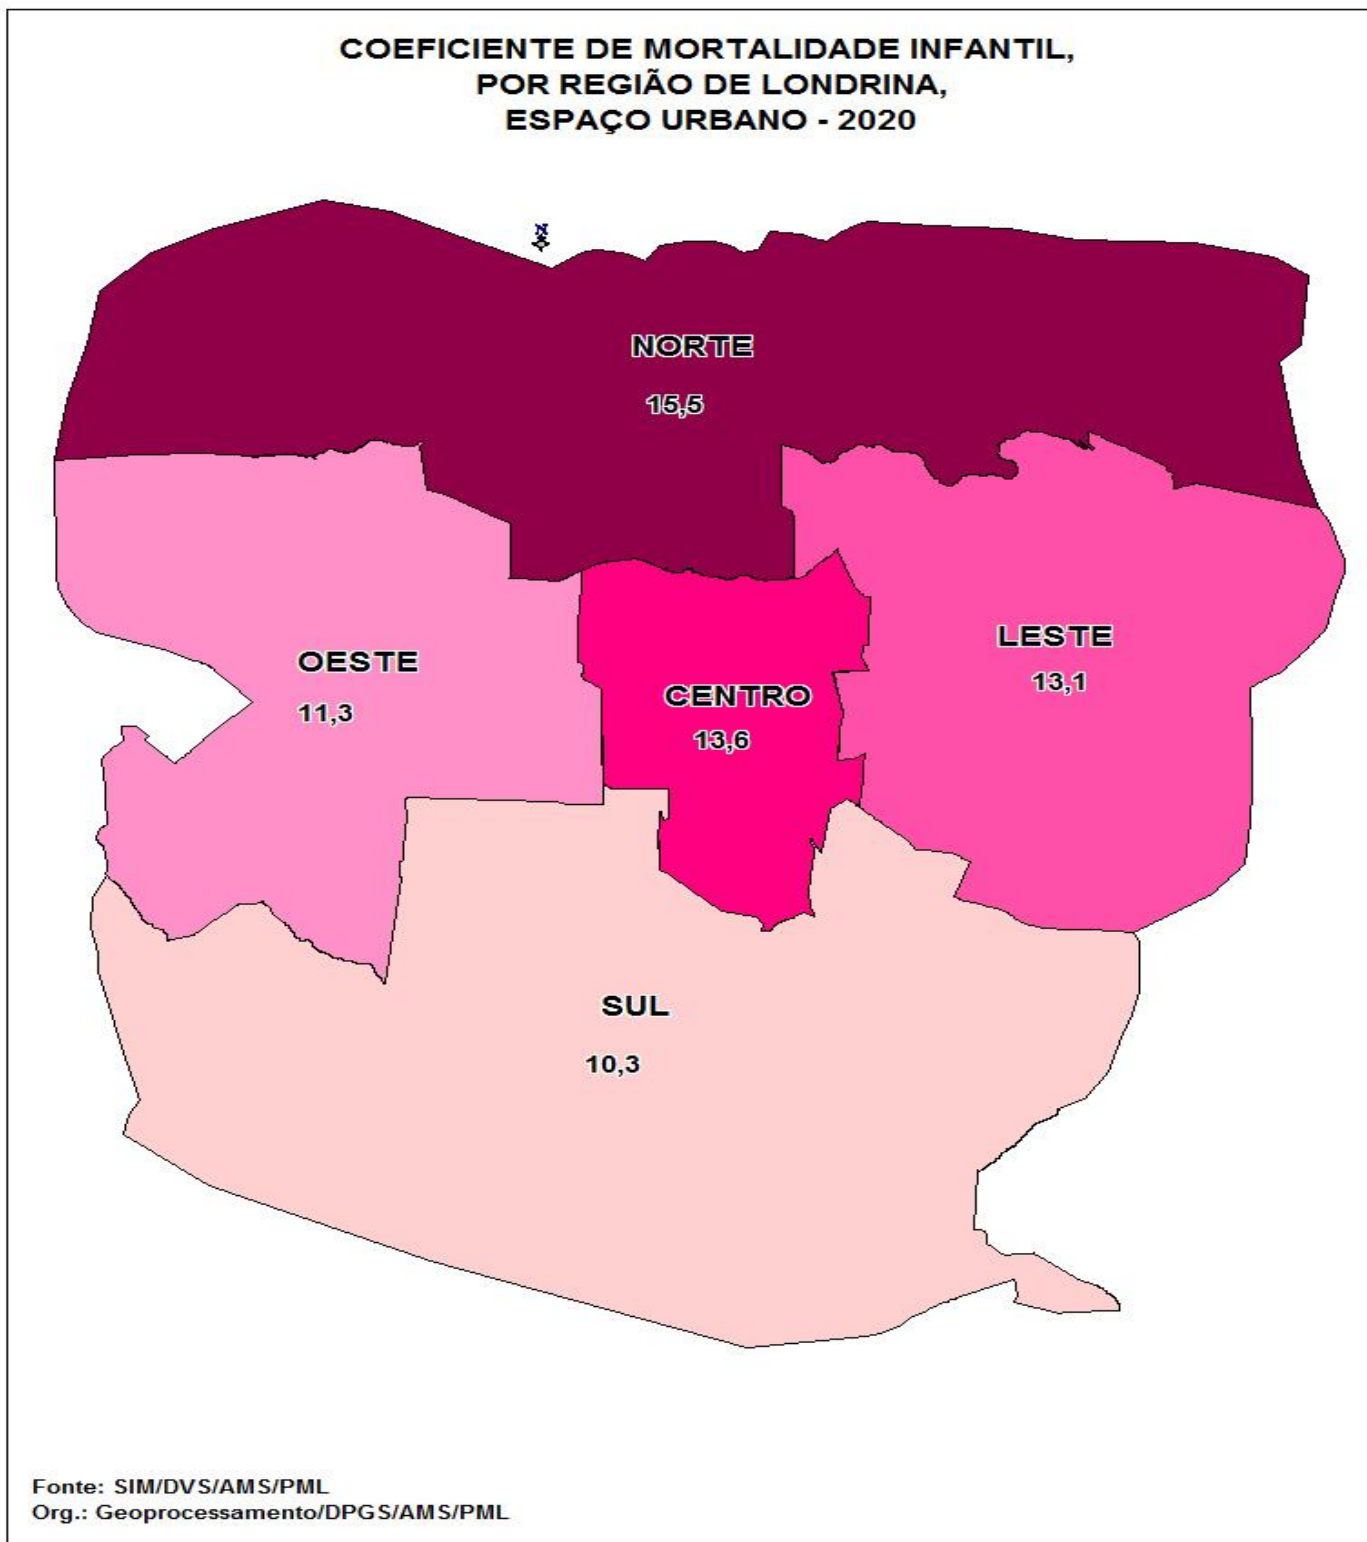 COEFICIENTE DE MORTALIDADE INFANTIL,
POR REGIÃO DE LONDRINA,
ESPAÇO URBANO - 2020
N
NORTE
15,5
OESTE
11,3
CENTRO
13,6
LESTE
13,1
SUL
10,3
Fonte: SIM/DVS/AMS/PML
Org.: Geoprocessamento/DPGS/AMS/PML